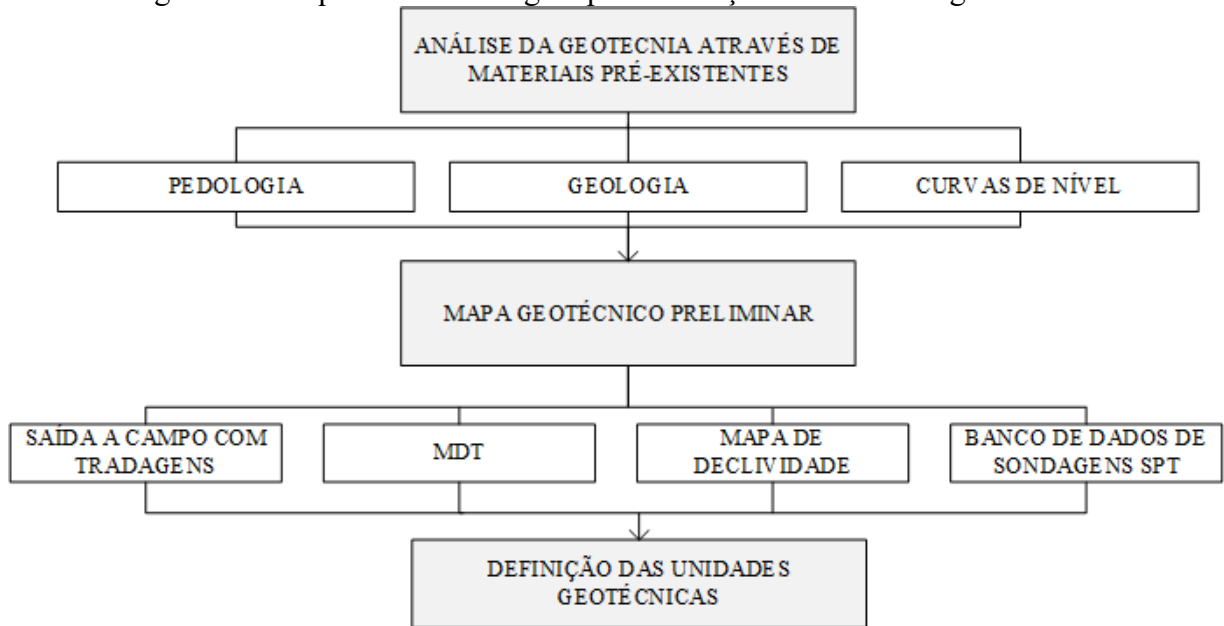 ANÁLISE DA GEOTECNIA ATRAVÉS DE
MATERIAIS PRÉ-EXISTENTES
PEDOLOGIA
GEOLOGIA
CURVAS DE NÍVEL
MAPA GEOTÉCNICO PRELIMINAR
SAÍDA A CAMPO COM
TRADAGENS
MDT
MAPA DE
DECLIVIDADE
BANCO DE DADOS DE
SONDAGENS SPT
DEFINIÇÃO DAS UNIDADES
GEOTÉCNICAS